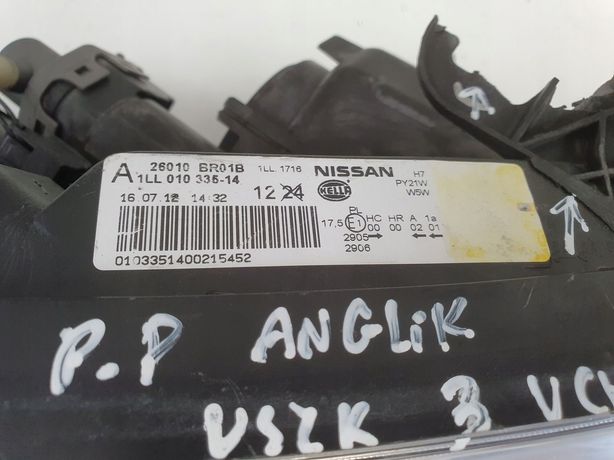 26010 BR01B 1LL. 1716 NISSAN H7
A 1LL 010 335-14 PY21W
W5W
16.07.12 14:32 12 24 HELLA
PL
17,5 E1 HC HR A 1a
00 00 02 01
2905
2906
0103351400215452
P.P ANGLIK
USZK 3